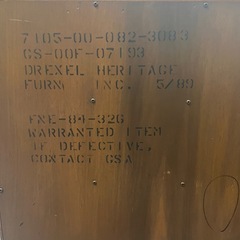 7105-00-082-3083
GS-00F-07193
DREXEL HERITAGE
FURN INC. 5/89
FNE-84-326
WARRANTED ITEM
IF DEFECTIVE,
CONTACT GSA